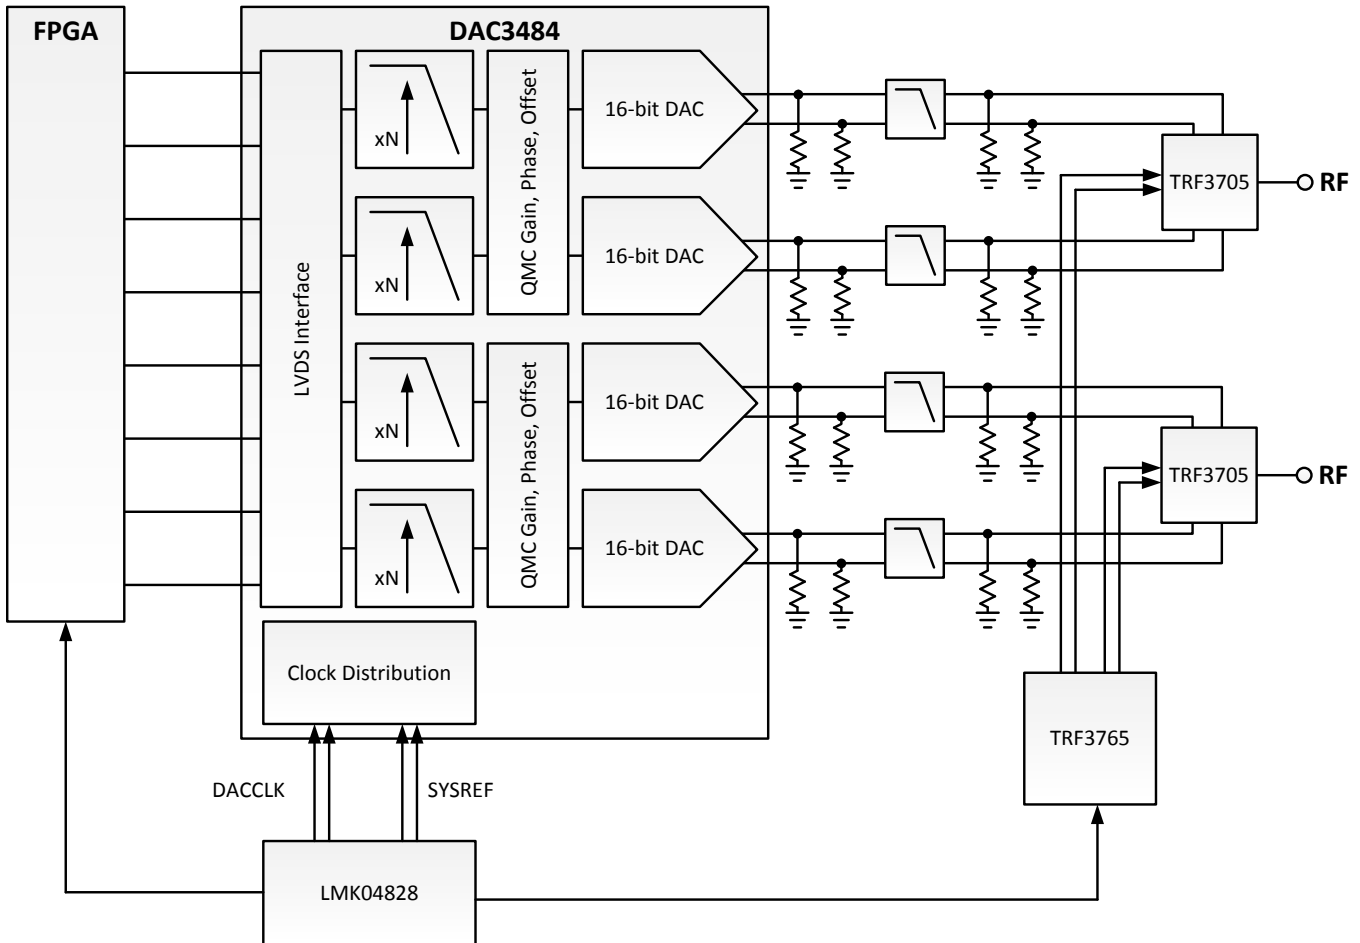 FPGA
DAC3484
LVDS Interface
xN
QMC Gain, Phase, Offset
16-bit DAC
TRF3705
RF
xN
16-bit DAC
xN
QMC Gain, Phase, Offset
16-bit DAC
TRF3705
RF
xN
16-bit DAC
Clock Distribution
TRF3765
DACCLK
SYSREF
LMK04828